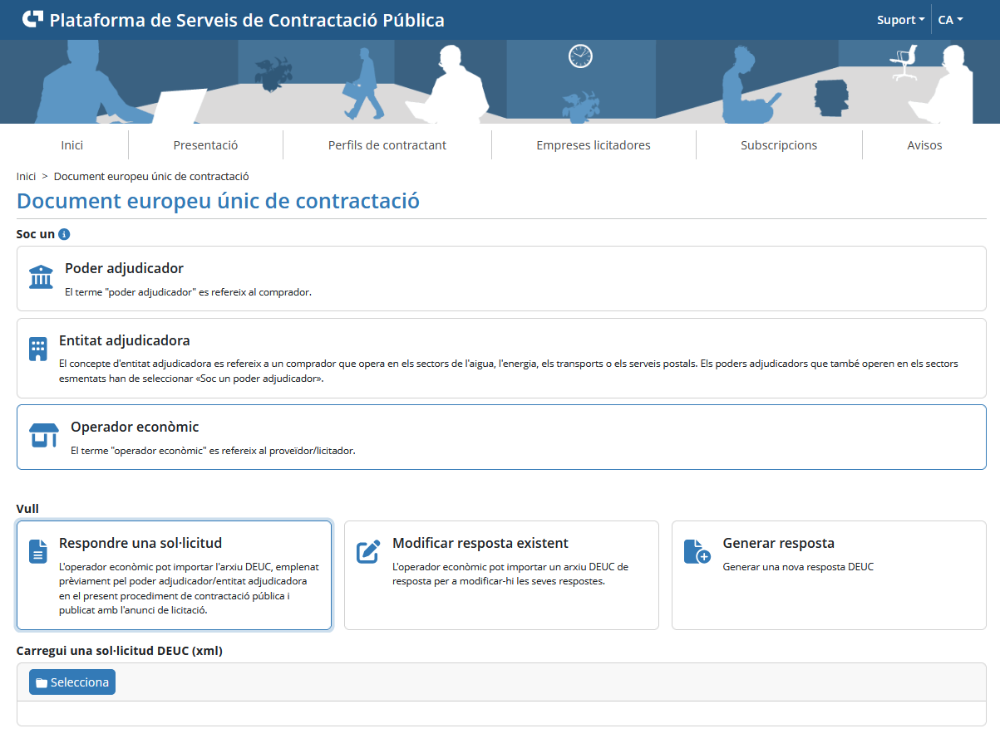 Plataforma de Serveis de Contractació Pública
Suport
CA
Inici
Presentació
Perfils de contractant
Empreses licitadores
Subscripcions
Avisos
Inici > Document europeu únic de contractació
Document europeu únic de contractació
Soc un
Poder adjudicador
El terme "poder adjudicador" es refereix al comprador.
Entitat adjudicadora
El concepte d'entitat adjudicadora es refereix a un comprador que opera en els sectors de l'aigua, l'energia, els transports o els serveis postals. Els poders adjudicadors que també operen en els sectors
esmentats han de seleccionar «Soc un poder adjudicador».
Operador econòmic
El terme "operador econòmic" es refereix al proveïdor/licitador.
Vull
Respondre una sol·licitud
L'operador econòmic pot importar l'arxiu DEUC, emplenat
prèviament pel poder adjudicador/entitat adjudicadora
en el present procediment de contractació pública i
publicat amb l'anunci de licitació.
Modificar resposta existent
L'operador econòmic pot importar un arxiu DEUC de
resposta per a modificar-hi les seves respostes.
Generar resposta
Generar una nova resposta DEUC
Carregui una sol·licitud DEUC (xml)
Selecciona